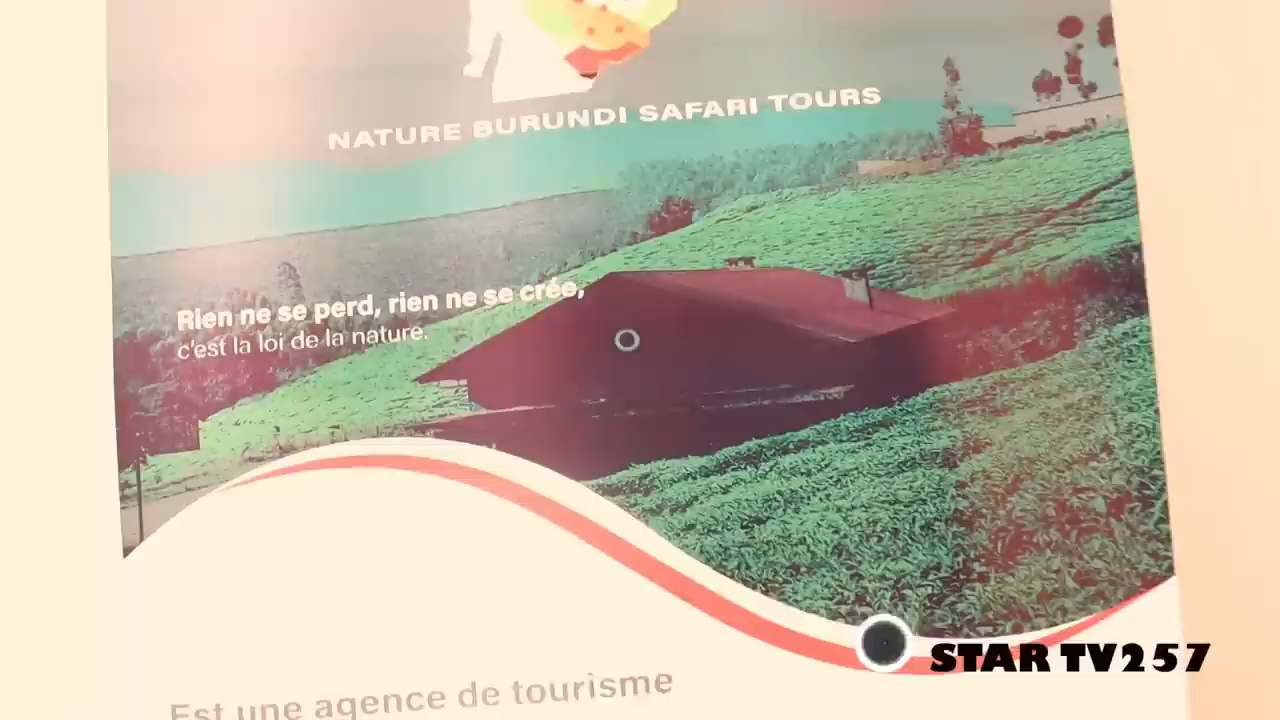 NATURE BURUNDI SAFARI TOURS
Rien ne se perd, rien ne se crée,
c'est la loi de la nature.
STAR TV257
Est une agence de tourisme